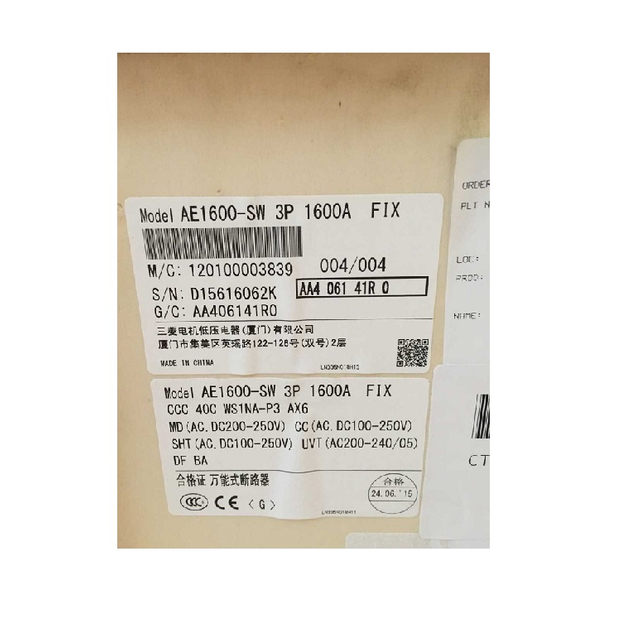 Model AE1600-SW 3P 1600A FIX
M/C: 120100003839 004/004
S/N: D15616062K AA4 061 41R 0
G/C: AA406141R0
三菱电机低压电器(厦门)有限公司
厦门市集美区英瑶路122-126号(双号)2层
MADE IN CHINA
Model AE1600-SW 3P 1600A FIX
CCC 40C WS1NA-P3 AX6
MD(AC.DC200-250V) CC(AC.DC100-250V)
SHT(AC.DC100-250V) UVT(AC200-240/05)
DF BA
合格证 万能式断路器
合格
24.06.'15
CCC CE 〈G〉
ORDER
PLT N
LOC:
PROD:
NAME:
CT